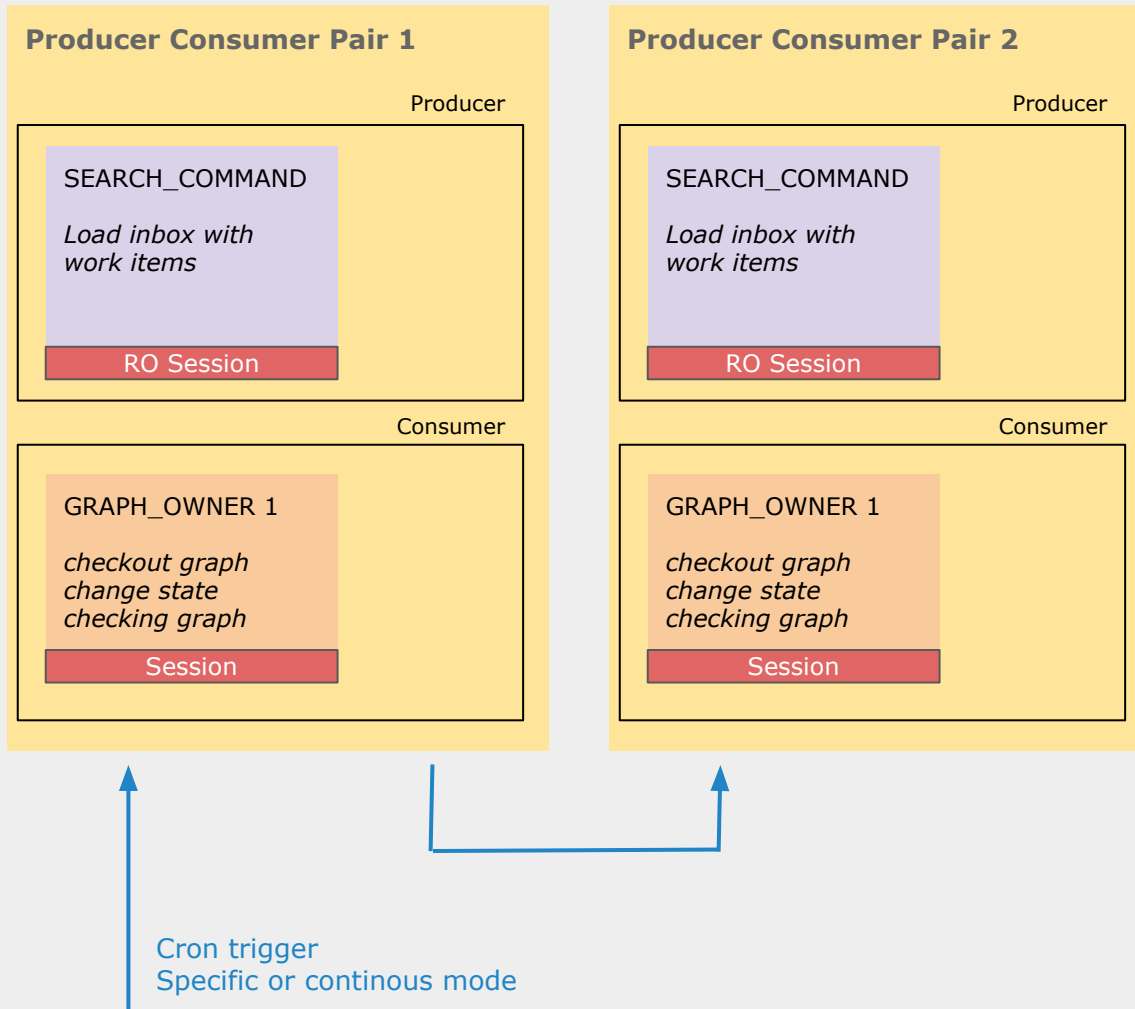 Producer Consumer Pair 1
Producer
SEARCH_COMMAND
Load inbox with
work items
RO Session
Consumer
GRAPH_OWNER 1
checkout graph
change state
checking graph
Session
Producer Consumer Pair 2
Producer
SEARCH_COMMAND
Load inbox with
work items
RO Session
Consumer
GRAPH_OWNER 1
checkout graph
change state
checking graph
Session
Cron trigger
Specific or continous mode